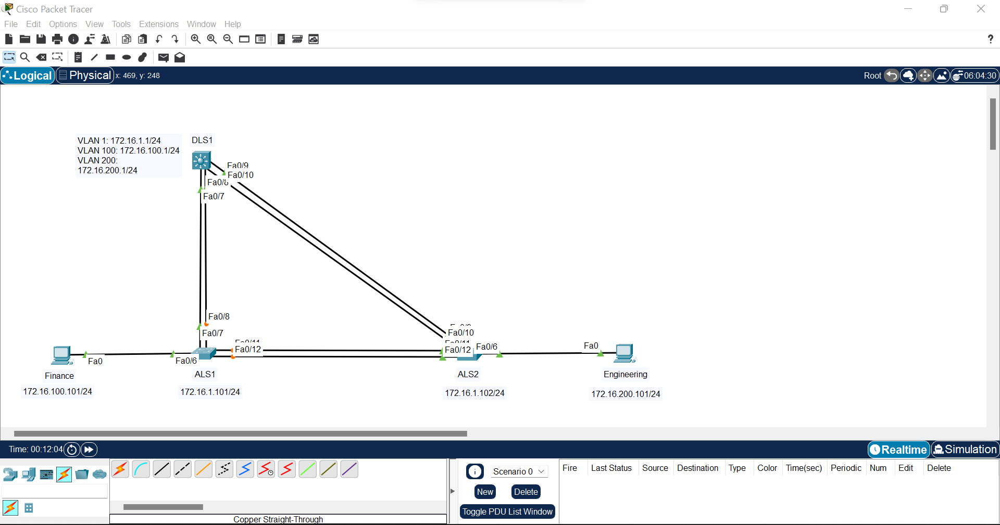 Cisco Packet Tracer
File Edit Options View Tools Extensions Window Help
?
Logical Physical x: 469, y: 248 Root 06:04:30
VLAN 1: 172.16.1.1/24
VLAN 100: 172.16.100.1/24
VLAN 200:
172.16.200.1/24
DLS1
Fa0/9
Fa0/10
Fa0/8
Fa0/7
Fa0/8
Fa0/7
Fa0/11
Fa0/12
Fa0/10
Fa0/11
Fa0/12
Fa0/6
Fa0
Fa0
Fa0/6
Finance
ALS1
ALS2
Engineering
172.16.100.101/24
172.16.1.101/24
172.16.1.102/24
172.16.200.101/24
Time: 00:12:04
Realtime Simulation
Scenario 0
New Delete
Toggle PDU List Window
Fire Last Status Source Destination Type Color Time(sec) Periodic Num Edit Delete
Copper Straight-Through